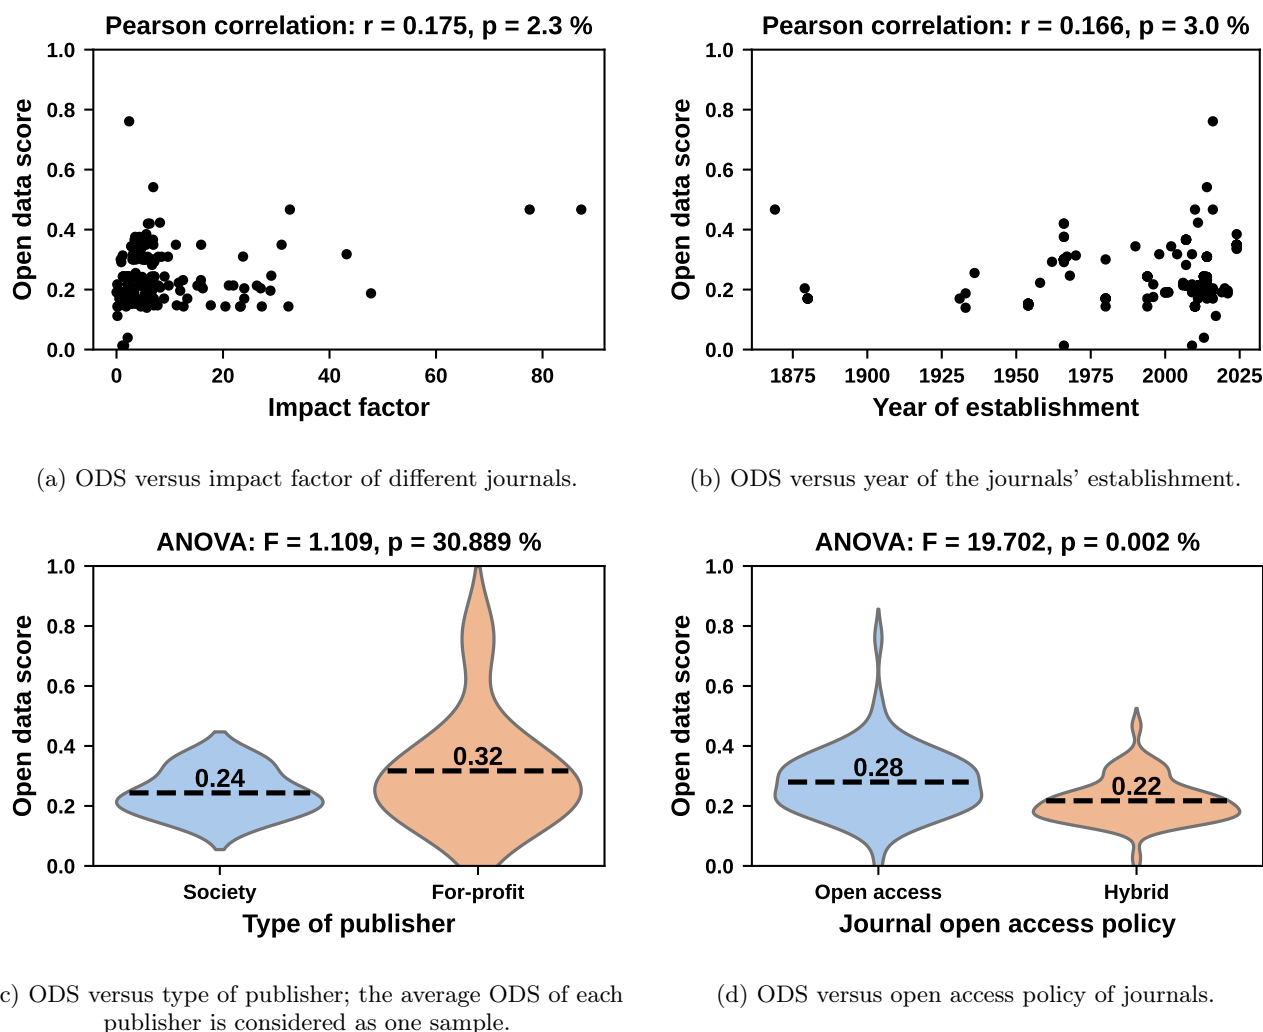 Pearson correlation: r = 0.175, p = 2.3 %
1.0
0.8
0.6
0.4
0.2
0.0
Open data score
0 20 40 60 80
Impact factor
(a) ODS versus impact factor of different journals.
Pearson correlation: r = 0.166, p = 3.0 %
1.0
0.8
0.6
0.4
0.2
0.0
Open data score
1875 1900 1925 1950 1975 2000 2025
Year of establishment
(b) ODS versus year of the journals’ establishment.
ANOVA: F = 1.109, p = 30.889 %
1.0
0.8
0.6
0.4
0.2
0.0
Open data score
0.24
0.32
Society For-profit
Type of publisher
c) ODS versus type of publisher; the average ODS of each
publisher is considered as one sample.
ANOVA: F = 19.702, p = 0.002 %
1.0
0.8
0.6
0.4
0.2
0.0
Open data score
0.28
0.22
Open access Hybrid
Journal open access policy
(d) ODS versus open access policy of journals.